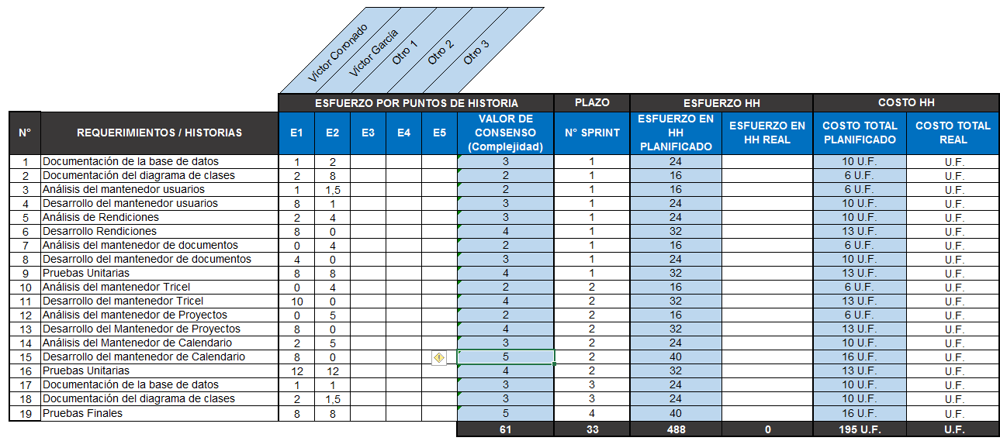 Víctor Coronado
Víctor García
Otro 1
Otro 2
Otro 3
ESFUERZO POR PUNTOS DE HISTORIA PLAZO ESFUERZO HH COSTO HH
N° REQUERIMIENTOS / HISTORIAS E1 E2 E3 E4 E5 VALOR DE CONSENSO (Complejidad) N° SPRINT ESFUERZO EN HH PLANIFICADO ESFUERZO EN HH REAL COSTO TOTAL PLANIFICADO COSTO TOTAL REAL
1 Documentación de la base de datos 1 2 3 1 24 10 U.F. U.F.
2 Documentación del diagrama de clases 2 8 2 1 16 6 U.F. U.F.
3 Análisis del mantenedor usuarios 1 1,5 2 1 16 6 U.F. U.F.
4 Desarrollo del mantenedor usuarios 8 1 3 1 24 10 U.F. U.F.
5 Análisis de Rendiciones 2 4 3 1 24 10 U.F. U.F.
6 Desarrollo Rendiciones 8 0 4 1 32 13 U.F. U.F.
7 Análisis del mantenedor de documentos 0 4 2 1 16 6 U.F. U.F.
8 Desarrollo del mantenedor de documentos 4 0 3 1 24 10 U.F. U.F.
9 Pruebas Unitarias 8 8 4 1 32 13 U.F. U.F.
10 Análisis del mantenedor Tricel 0 4 2 2 16 6 U.F. U.F.
11 Desarrollo del mantenedor Tricel 10 0 4 2 32 13 U.F. U.F.
12 Análisis del mantenedor de Proyectos 0 5 2 2 16 6 U.F. U.F.
13 Desarrollo del Mantenedor de Proyectos 8 0 4 2 32 13 U.F. U.F.
14 Análisis del Mantenedor de Calendario 2 5 3 2 24 10 U.F. U.F.
15 Desarrollo del mantenedor de Calendario 8 0 5 2 40 16 U.F. U.F.
16 Pruebas Unitarias 12 12 4 2 32 13 U.F. U.F.
17 Documentación de la base de datos 1 1 3 3 24 10 U.F. U.F.
18 Documentación del diagrama de clases 2 1,5 3 3 24 10 U.F. U.F.
19 Pruebas Finales 8 8 5 4 40 16 U.F. U.F.
61 33 488 0 195 U.F. U.F.